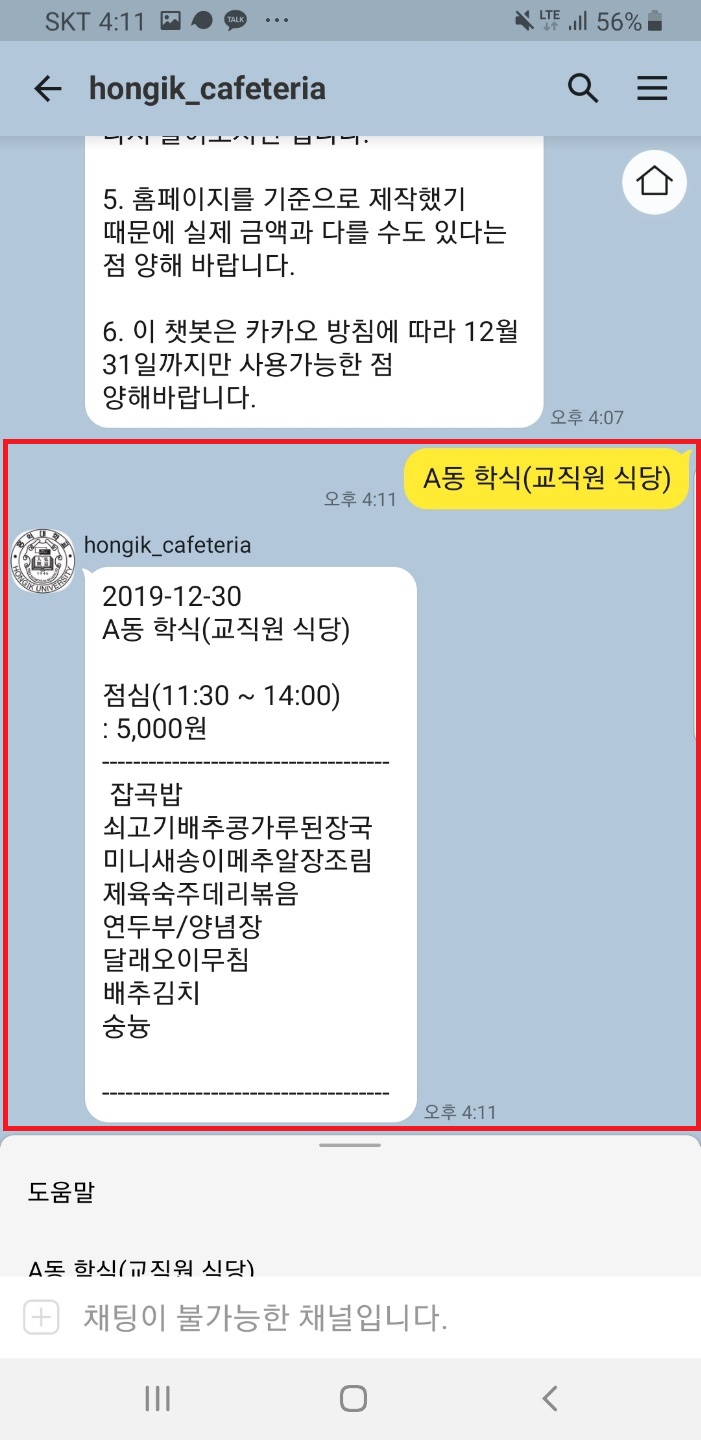 SKT 4:11 TALK ... LTE 56%
hongik_cafeteria
5. 홈페이지를 기준으로 제작했기
때문에 실제 금액과 다를 수도 있다는
점 양해 바랍니다.
6. 이 챗봇은 카카오 방침에 따라 12월
31일까지만 사용가능한 점
양해바랍니다.
오후 4:07
A동 학식(교직원 식당)
오후 4:11
hongik_cafeteria
HONGIK UNIVERSITY
2019-12-30
A동 학식(교직원 식당)
점심(11:30 ~ 14:00)
: 5,000원
-------------------------------------
잡곡밥
쇠고기배추콩가루된장국
미니새송이메추알장조림
제육숙주데리볶음
연두부/양념장
달래오이무침
배추김치
숭늉
-------------------------------------
오후 4:11
도움말
A동 학식(교직원 식당)
채팅이 불가능한 채널입니다.